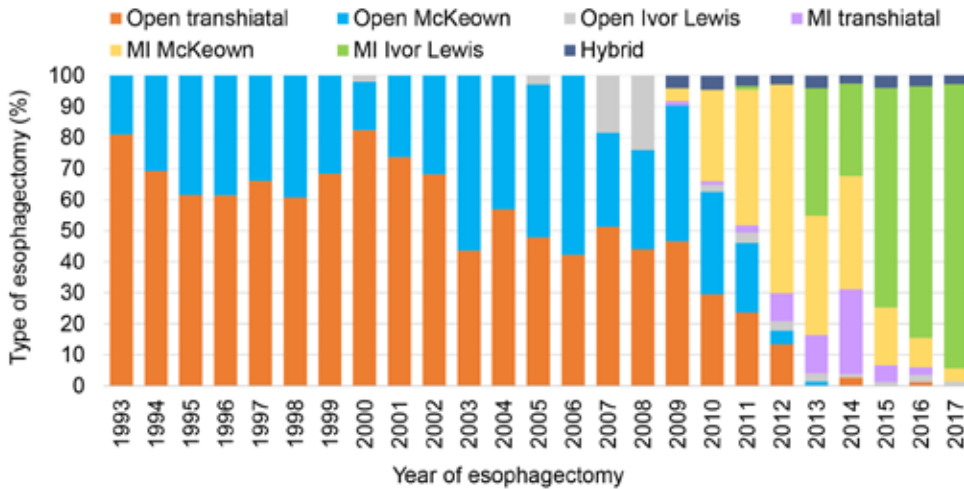 Open transhiatal Open McKeown Open Ivor Lewis MI transhiatal
MI McKeown MI Ivor Lewis Hybrid
100
90
80
70
60
50
40
30
20
10
0
Type of esophagectomy (%)
1993 1994 1995 1996 1997 1998 1999 2000 2001 2002 2003 2004 2005 2006 2007 2008 2009 2010 2011 2012 2013 2014 2015 2016 2017
Year of esophagectomy